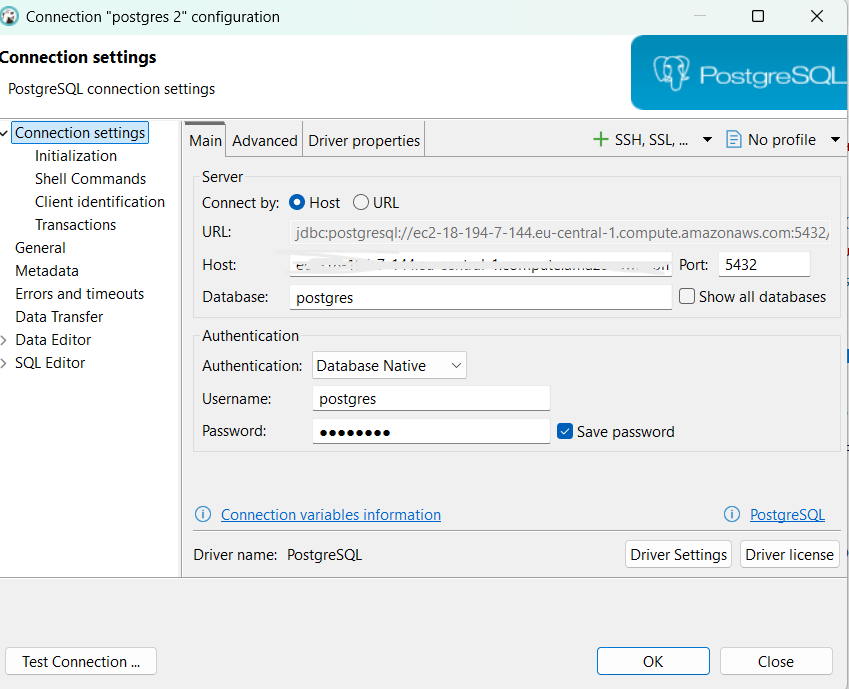 Connection "postgres 2" configuration
Connection settings
PostgreSQL connection settings
PostgreSQL
Connection settings
Initialization
Shell Commands
Client identification
Transactions
General
Metadata
Errors and timeouts
Data Transfer
Data Editor
SQL Editor
Main Advanced Driver properties
SSH, SSL, ... No profile
Server
Connect by: Host URL
URL: jdbc:postgresql://ec2-18-194-7-144.eu-central-1.compute.amazonaws.com:5432/
Host: Port: 5432
Database: postgres Show all databases
Authentication
Authentication: Database Native
Username: postgres
Password: ●●●●●●●● Save password
Connection variables information PostgreSQL
Driver name: PostgreSQL Driver Settings Driver license
Test Connection ... OK Close